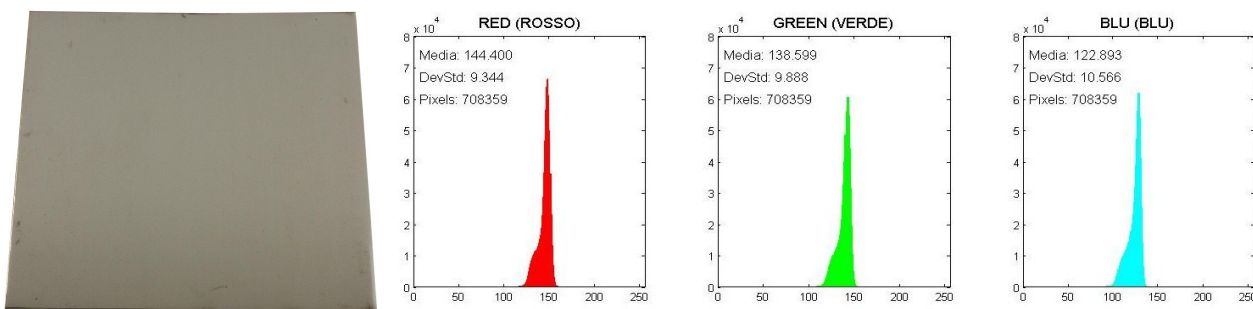 RED (ROSSO)
x 10⁴
Media: 144.400
DevStd: 9.344
Pixels: 708359
8
7
6
5
4
3
2
1
0
0 50 100 150 200 250
GREEN (VERDE)
x 10⁴
Media: 138.599
DevStd: 9.888
Pixels: 708359
8
7
6
5
4
3
2
1
0
0 50 100 150 200 250
BLU (BLU)
x 10⁴
Media: 122.893
DevStd: 10.566
Pixels: 708359
8
7
6
5
4
3
2
1
0
0 50 100 150 200 250